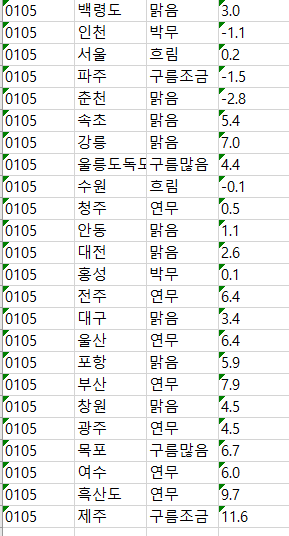 0105 백령도 맑음 3.0
0105 인천 박무 -1.1
0105 서울 흐림 0.2
0105 파주 구름조금 -1.5
0105 춘천 맑음 -2.8
0105 속초 맑음 5.4
0105 강릉 맑음 7.0
0105 울릉도독도 구름많음 4.4
0105 수원 흐림 -0.1
0105 청주 연무 0.5
0105 안동 맑음 1.1
0105 대전 맑음 2.6
0105 홍성 박무 0.1
0105 전주 연무 6.4
0105 대구 맑음 3.4
0105 울산 연무 6.4
0105 포항 맑음 5.9
0105 부산 연무 7.9
0105 창원 맑음 4.5
0105 광주 연무 4.5
0105 목포 구름많음 6.7
0105 여수 연무 6.0
0105 흑산도 연무 9.7
0105 제주 구름조금 11.6